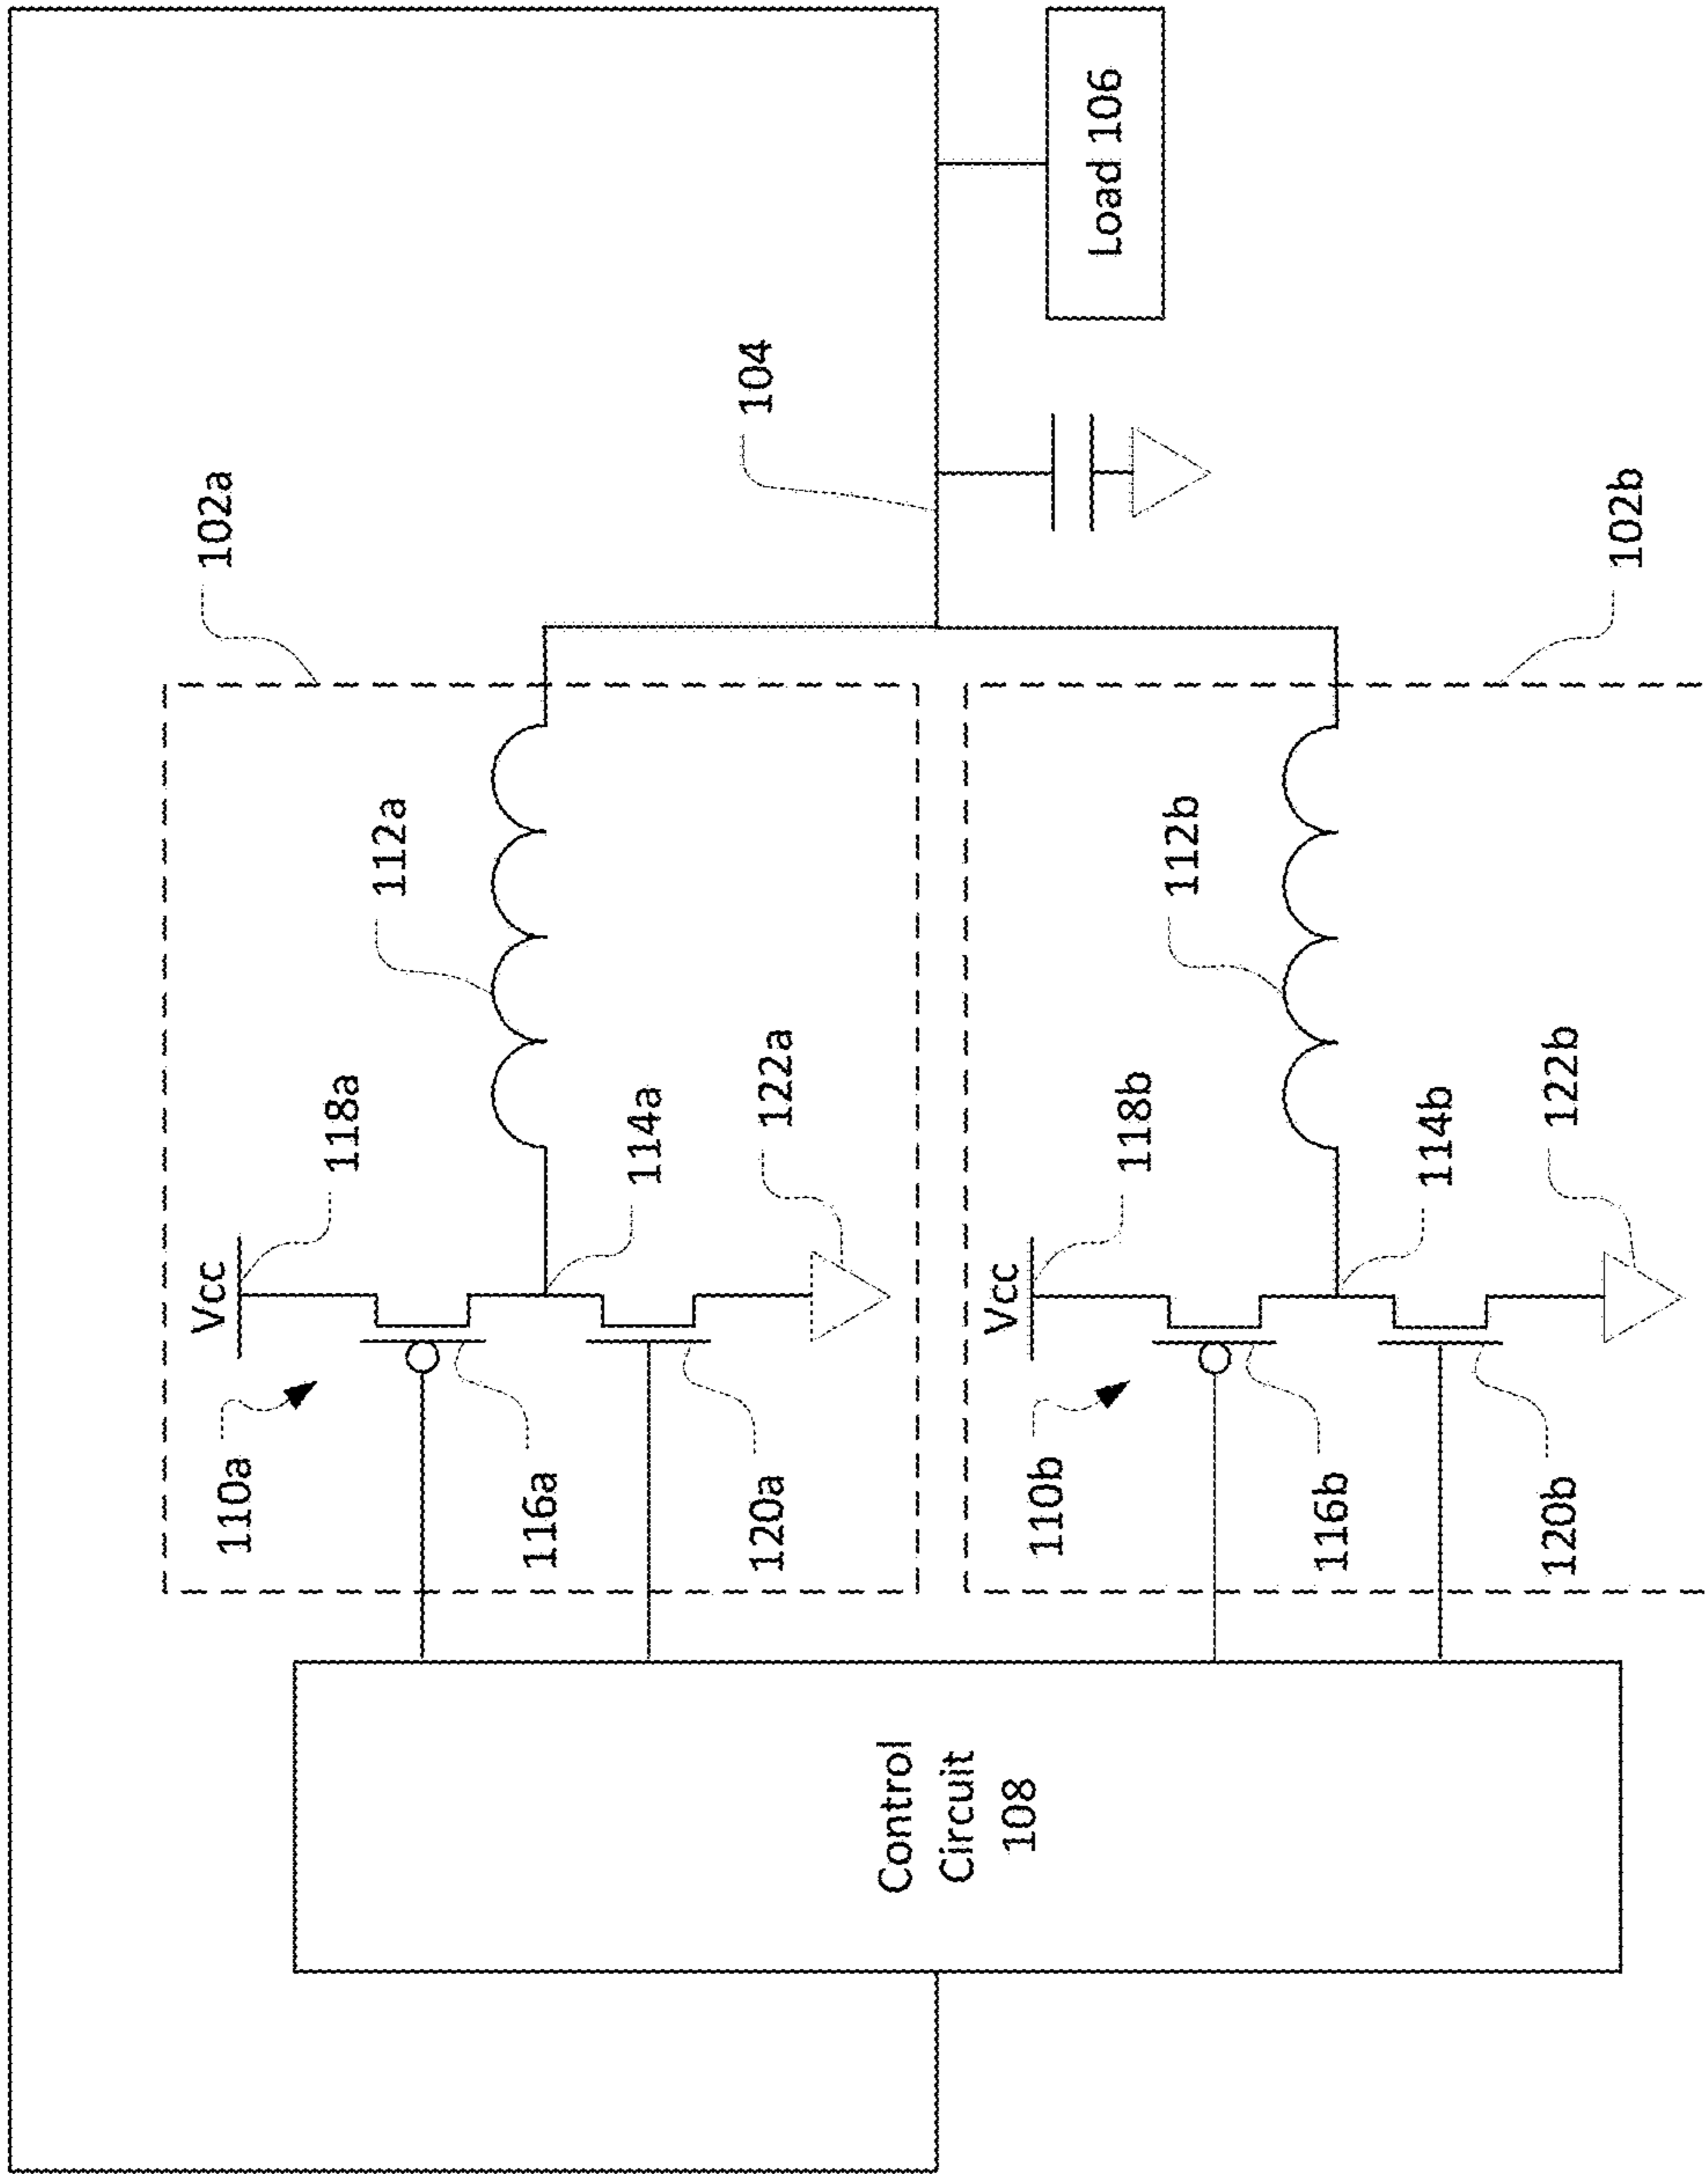 102a
Vcc
118a
110a
112a
116a
104
114a
120a
122a
Control
Circuit
108
Load 106
Vcc
118b
110b
112b
116b
114b
120b
122b
102b